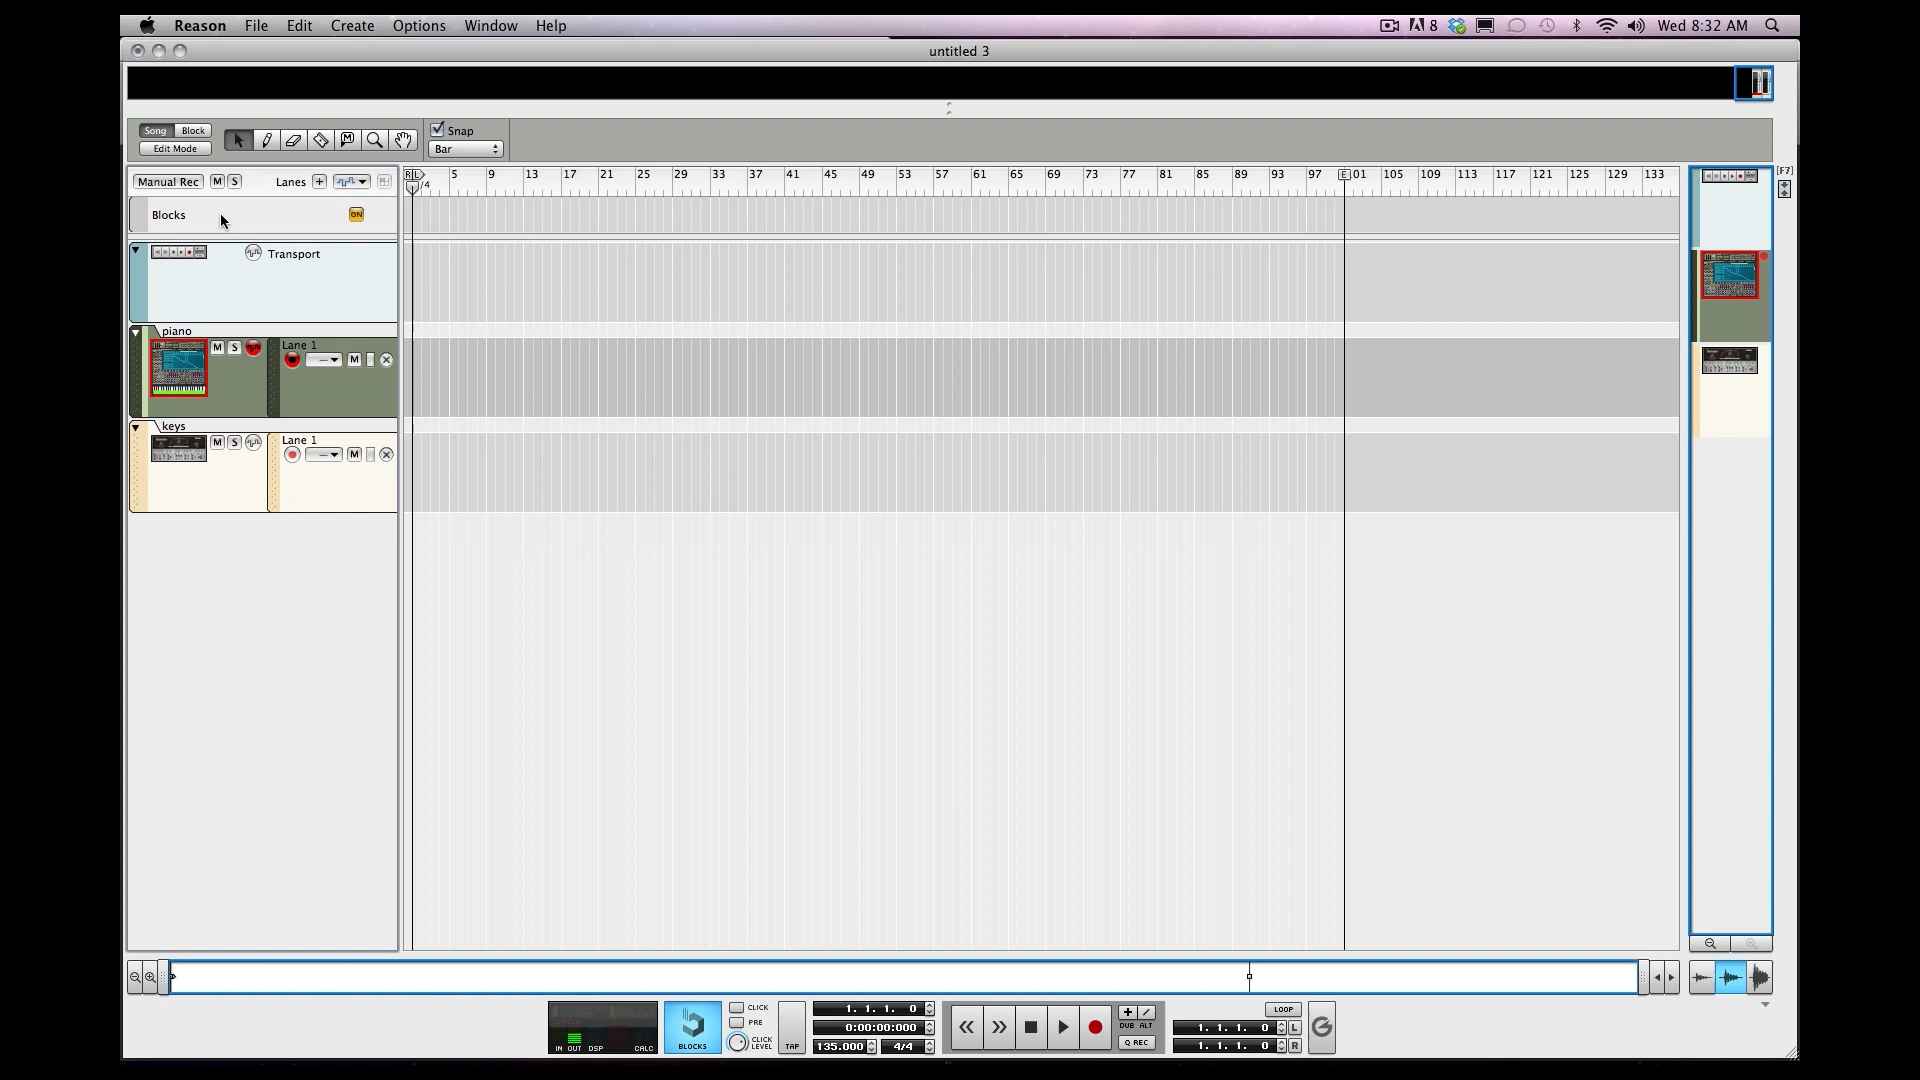 Reason File Edit Create Options Window Help
8 Wed 8:32 AM
untitled 3
Song Block
Edit Mode
Snap
Bar
[F7]
Manual Rec M S Lanes +
R L E
/4 5 9 13 17 21 25 29 33 37 41 45 49 53 57 61 65 69 73 77 81 85 89 93 97 01 105 109 113 117 121 125 129 133
Blocks ON
Transport
piano
M S Lane 1
M
keys
M S Lane 1
M
CLICK
PRE
CLICK LEVEL
IN OUT DSP CALC
BLOCKS
TAP
1. 1. 1. 0
0:00:00:000
135.000 4/4
DUB ALT
Q REC
LOOP
1. 1. 1. 0 L
1. 1. 1. 0 R